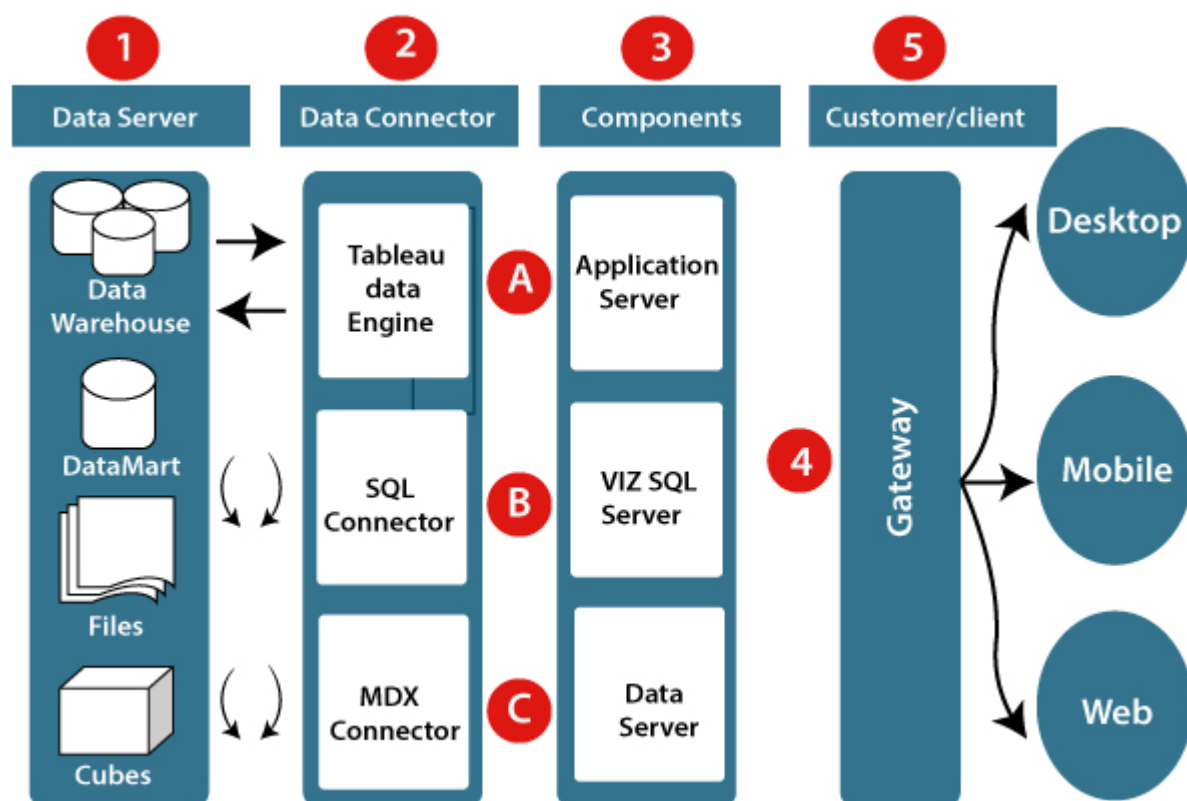 1
2
3
5
Data Server
Data Connector
Components
Customer/client
Data
Warehouse
DataMart
Files
Cubes
Tableau
data
Engine
SQL
Connector
MDX
Connector
A
B
C
Application
Server
VIZ SQL
Server
Data
Server
4
Gateway
Desktop
Mobile
Web